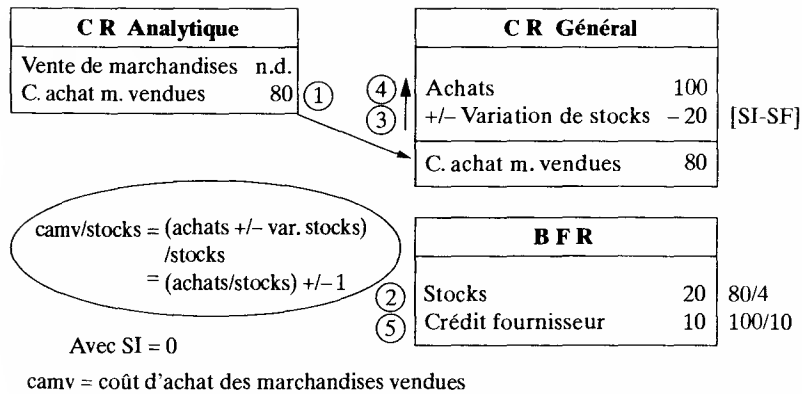 C R Analytique
Vente de marchandises n.d.
C. achat m. vendues 80 ①
C R Général
④ Achats 100
③ +/– Variation de stocks – 20 [SI-SF]
C. achat m. vendues 80
camv/stocks = (achats +/– var. stocks)
/stocks
= (achats/stocks) +/– 1
B F R
② Stocks 20 80/4
⑤ Crédit fournisseur 10 100/10
Avec SI = 0
camv = coût d'achat des marchandises vendues